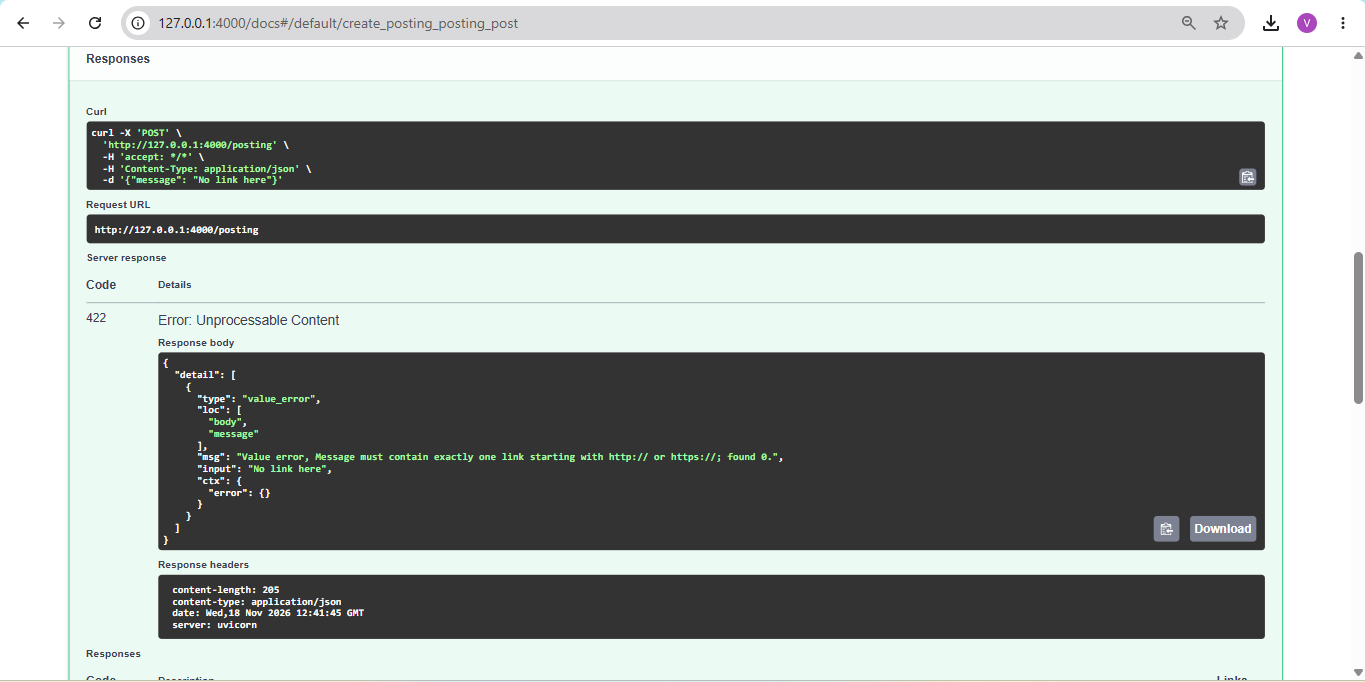 127.0.0.1:4000/docs#/default/create_posting_posting_post
V
Responses
Curl
curl -X 'POST' \
  'http://127.0.0.1:4000/posting' \
  -H 'accept: */*' \
  -H 'Content-Type: application/json' \
  -d '{"message": "No link here"}'
Request URL
http://127.0.0.1:4000/posting
Server response
Code Details
422 Error: Unprocessable Content
Response body
{
  "detail": [
    {
      "type": "value_error",
      "loc": [
        "body",
        "message"
      ],
      "msg": "Value error, Message must contain exactly one link starting with http:// or https://; found 0.",
      "input": "No link here",
      "ctx": {
        "error": {}
      }
    }
  ]
}
Download
Response headers
content-length: 205
content-type: application/json
date: Wed,18 Nov 2026 12:41:45 GMT
server: uvicorn
Responses
Code Description Links